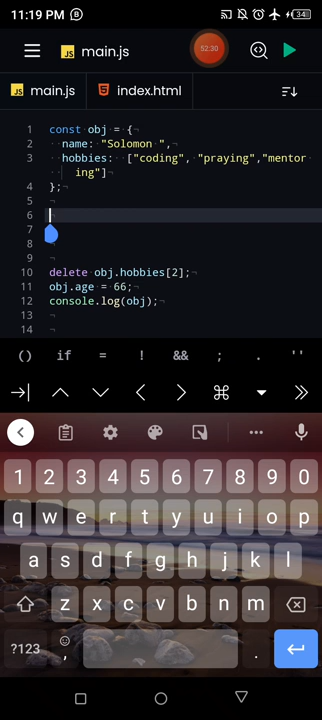 11:19 PM B 34
main.js 52:30
main.js index.html
1 const obj = {
2 name: "Solomon ",
3 hobbies: ["coding", "praying","mentor
ing"]
4 };
5
6
7
8
9
10 delete obj.hobbies[2];
11 obj.age = 66;
12 console.log(obj);
13
14
() if = ! && ; . ''
1 2 3 4 5 6 7 8 9 0
q w e r t y u i o p
a s d f g h j k l
z x c v b n m
?123 , .